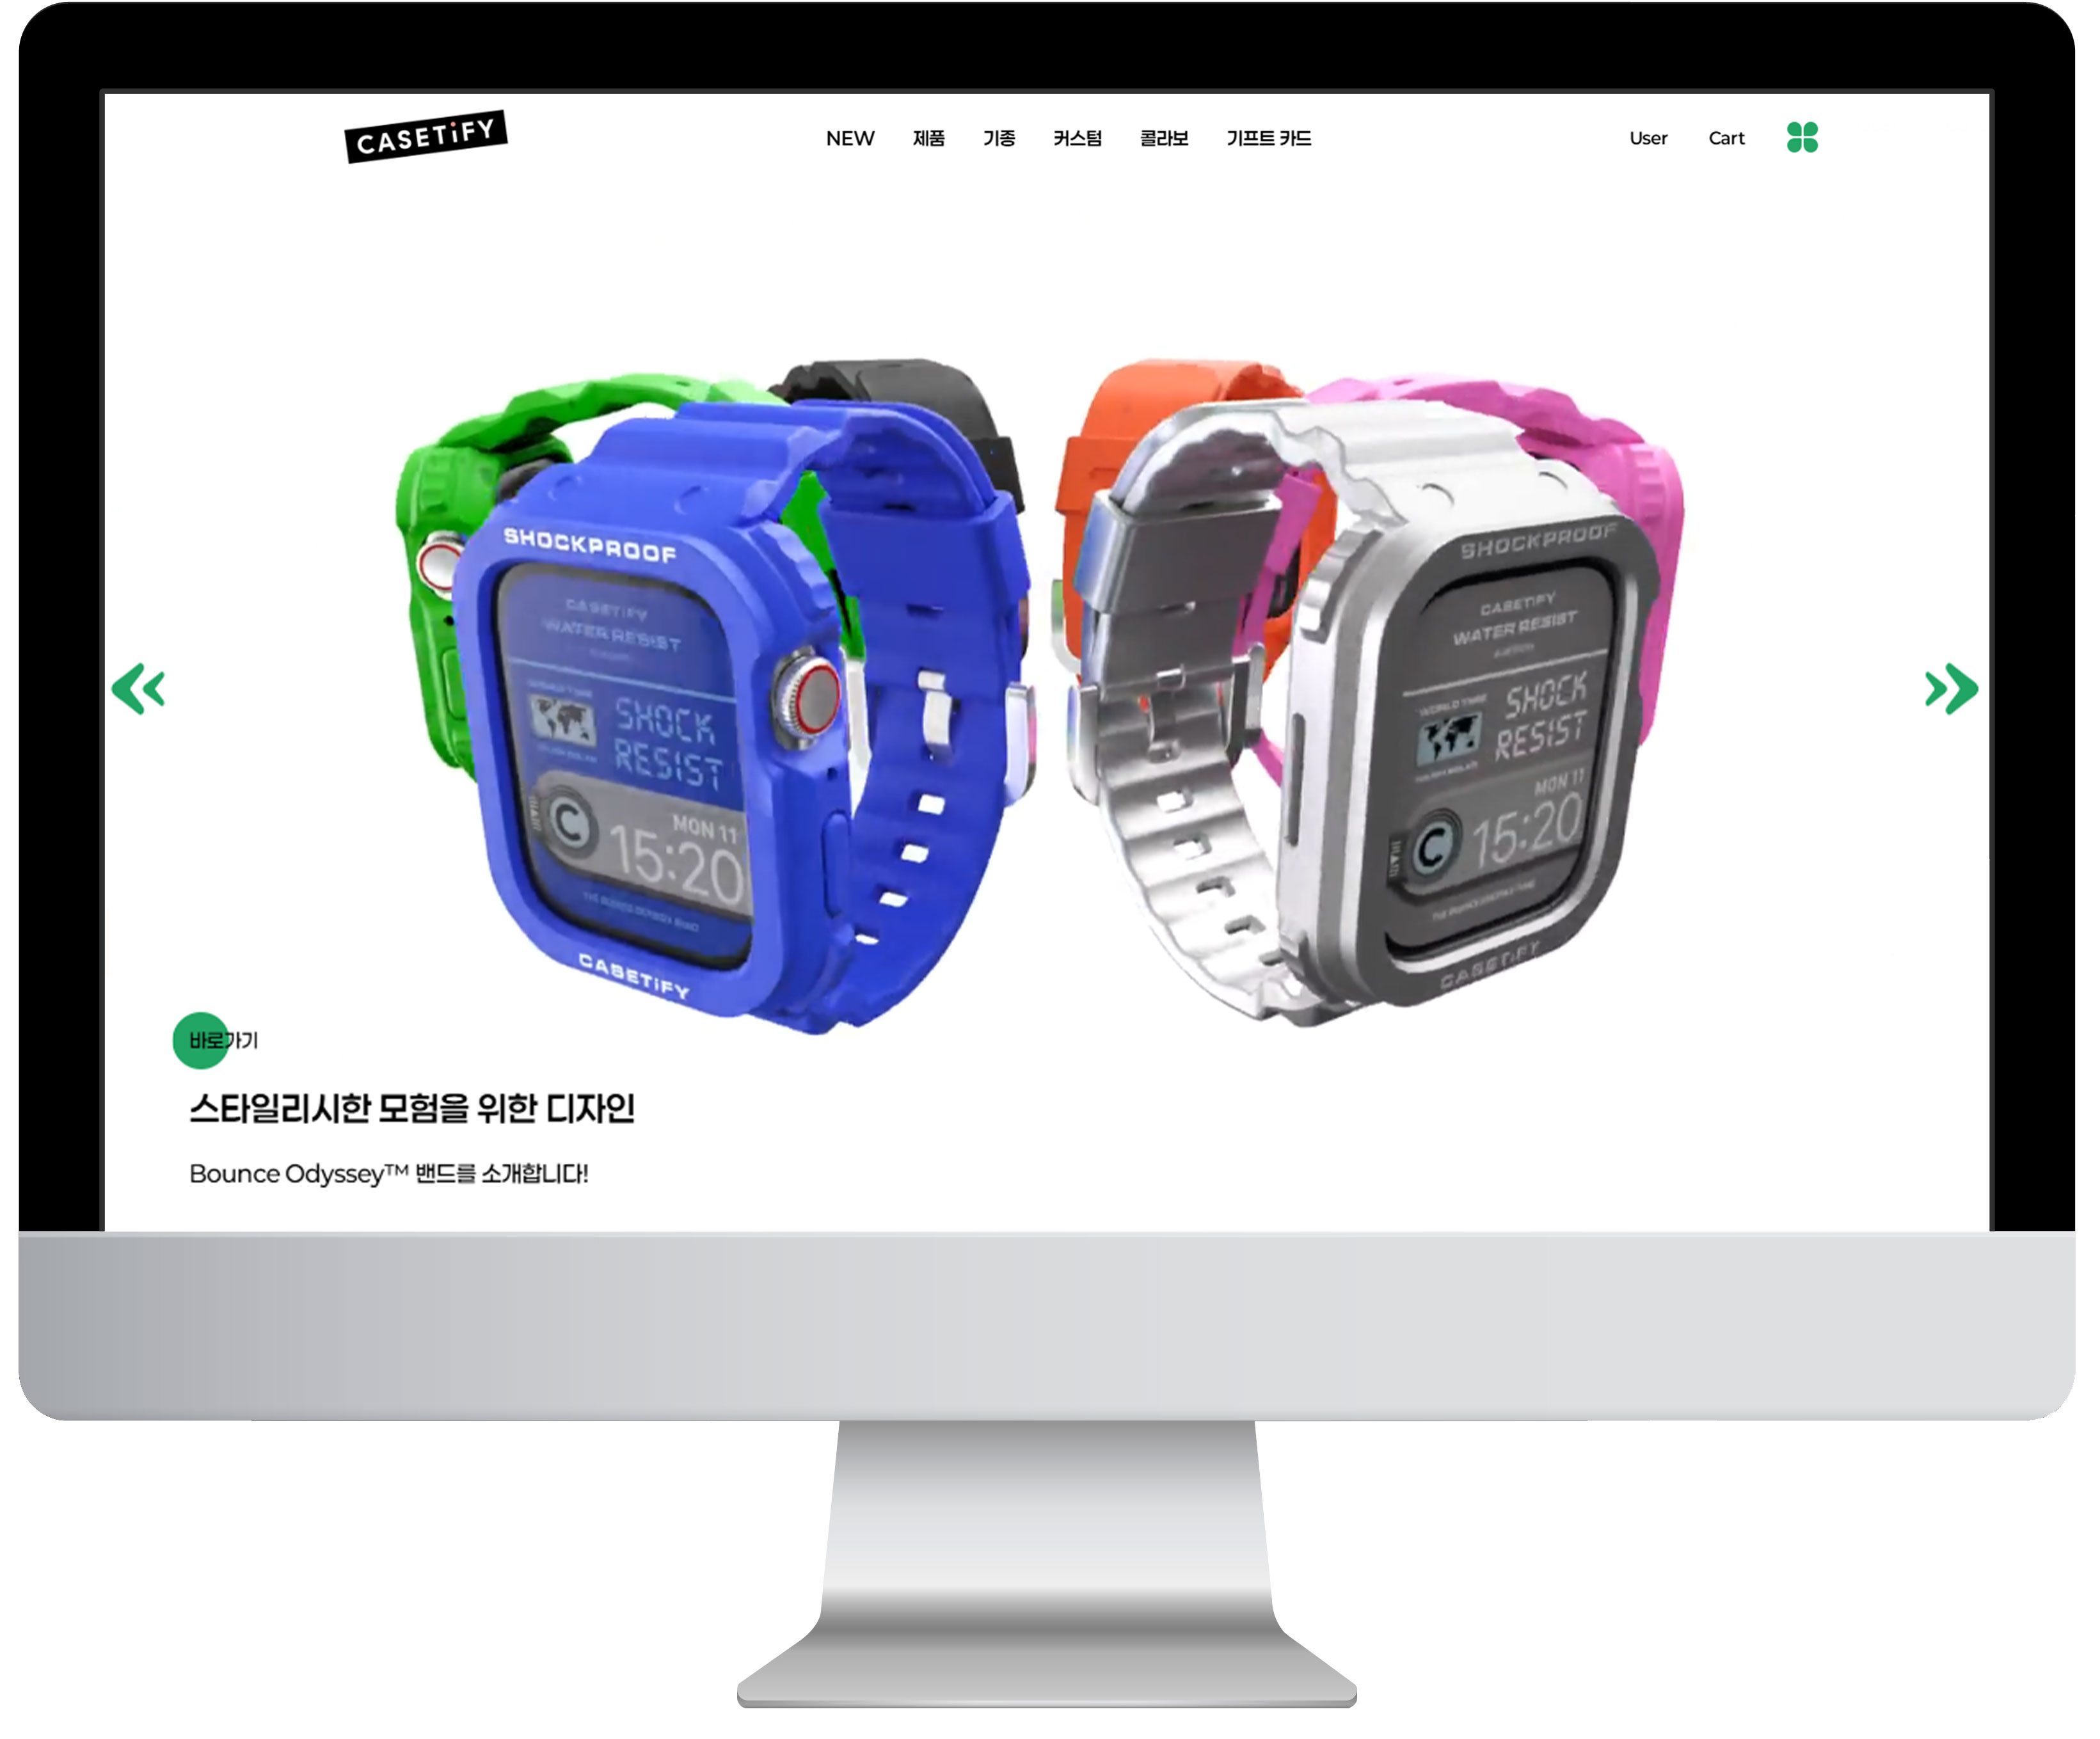 CASETiFY
NEW 제품 기종 커스텀 콜라보 기프트 카드
User Cart
SHOCKPROOF
CASETiFY
WATER RESIST
WORLD TIME
SHOCK
RESIST
MON 11
C
15:20
CASETiFY
SHOCKPROOF
CASETiFY
WATER RESIST
WORLD TIME
SHOCK
RESIST
MON 11
C
15:20
CASETiFY
바로가기
스타일리시한 모험을 위한 디자인
Bounce Odyssey™ 밴드를 소개합니다!